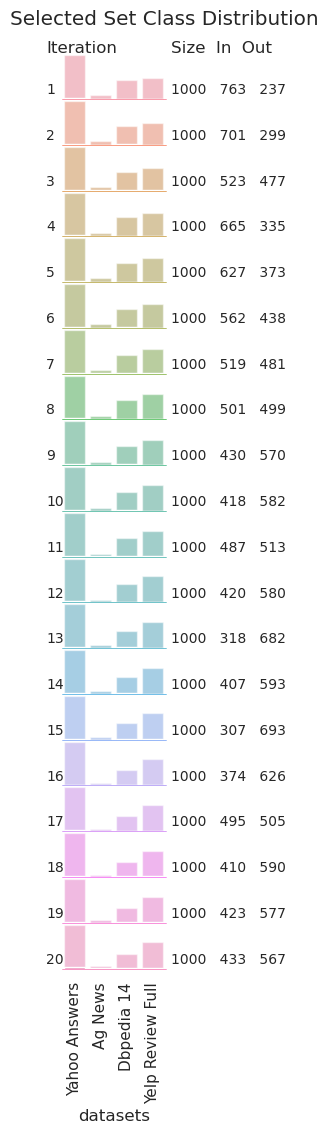 Selected Set Class Distribution
Iteration Size In Out
1 1000 763 237
2 1000 701 299
3 1000 523 477
4 1000 665 335
5 1000 627 373
6 1000 562 438
7 1000 519 481
8 1000 501 499
9 1000 430 570
10 1000 418 582
11 1000 487 513
12 1000 420 580
13 1000 318 682
14 1000 407 593
15 1000 307 693
16 1000 374 626
17 1000 495 505
18 1000 410 590
19 1000 423 577
20 1000 433 567
Yahoo Answers
Ag News
Dbpedia 14
Yelp Review Full
datasets